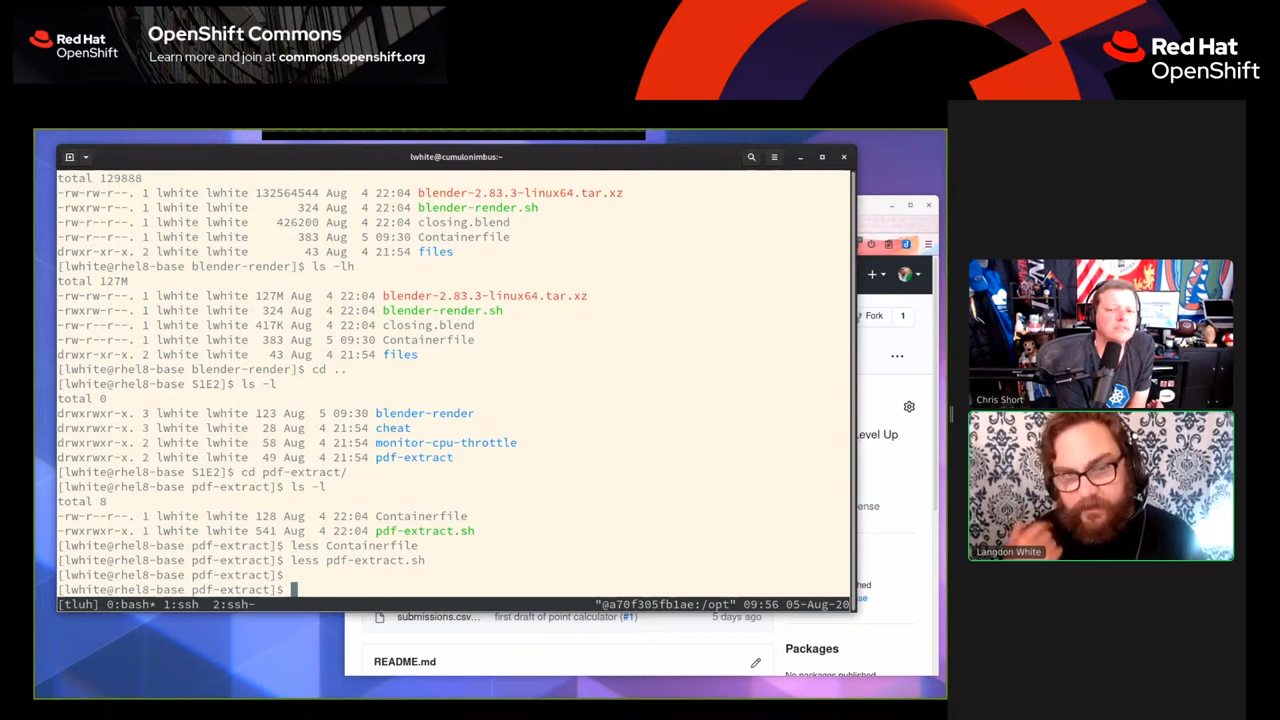 Red Hat
OpenShift
OpenShift Commons
Learn more and join at commons.openshift.org
Red Hat
OpenShift
lwhite@cumulonimbus:~
total 129888
-rw-rw-r--. 1 lwhite lwhite 132564544 Aug  4 22:04 blender-2.83.3-linux64.tar.xz
-rwxrw-r--. 1 lwhite lwhite       324 Aug  4 22:04 blender-render.sh
-rw-rw-r--. 1 lwhite lwhite    426200 Aug  4 22:04 closing.blend
-rw-rw-r--. 1 lwhite lwhite       383 Aug  5 09:30 Containerfile
drwxr-xr-x. 2 lwhite lwhite        43 Aug  4 21:54 files
[lwhite@rhel8-base blender-render]$ ls -lh
total 127M
-rw-rw-r--. 1 lwhite lwhite 127M Aug  4 22:04 blender-2.83.3-linux64.tar.xz
-rwxrw-r--. 1 lwhite lwhite  324 Aug  4 22:04 blender-render.sh
-rw-rw-r--. 1 lwhite lwhite 417K Aug  4 22:04 closing.blend
-rw-rw-r--. 1 lwhite lwhite  383 Aug  5 09:30 Containerfile
drwxr-xr-x. 2 lwhite lwhite   43 Aug  4 21:54 files
[lwhite@rhel8-base blender-render]$ cd ..
[lwhite@rhel8-base S1E2]$ ls -l
total 0
drwxrwxr-x. 3 lwhite lwhite 123 Aug  5 09:30 blender-render
drwxrwxr-x. 3 lwhite lwhite  28 Aug  4 21:54 cheat
drwxrwxr-x. 2 lwhite lwhite  58 Aug  4 21:54 monitor-cpu-throttle
drwxrwxr-x. 2 lwhite lwhite  49 Aug  4 21:54 pdf-extract
[lwhite@rhel8-base S1E2]$ cd pdf-extract/
[lwhite@rhel8-base pdf-extract]$ ls -l
total 8
-rw-rw-r--. 1 lwhite lwhite 128 Aug  4 22:04 Containerfile
-rwxrwxr-x. 1 lwhite lwhite 541 Aug  4 22:04 pdf-extract.sh
[lwhite@rhel8-base pdf-extract]$ less Containerfile
[lwhite@rhel8-base pdf-extract]$ less pdf-extract.sh
[lwhite@rhel8-base pdf-extract]$
[lwhite@rhel8-base pdf-extract]$
[tluh] 0:bash* 1:ssh  2:ssh- "@a70f305fb1ae:/opt" 09:56 05-Aug-20
Fork 1
Level Up
submissions.csv... first draft of point calculator (#1) 5 days ago
README.md
Packages
No packages published
Chris Short
Langdon White